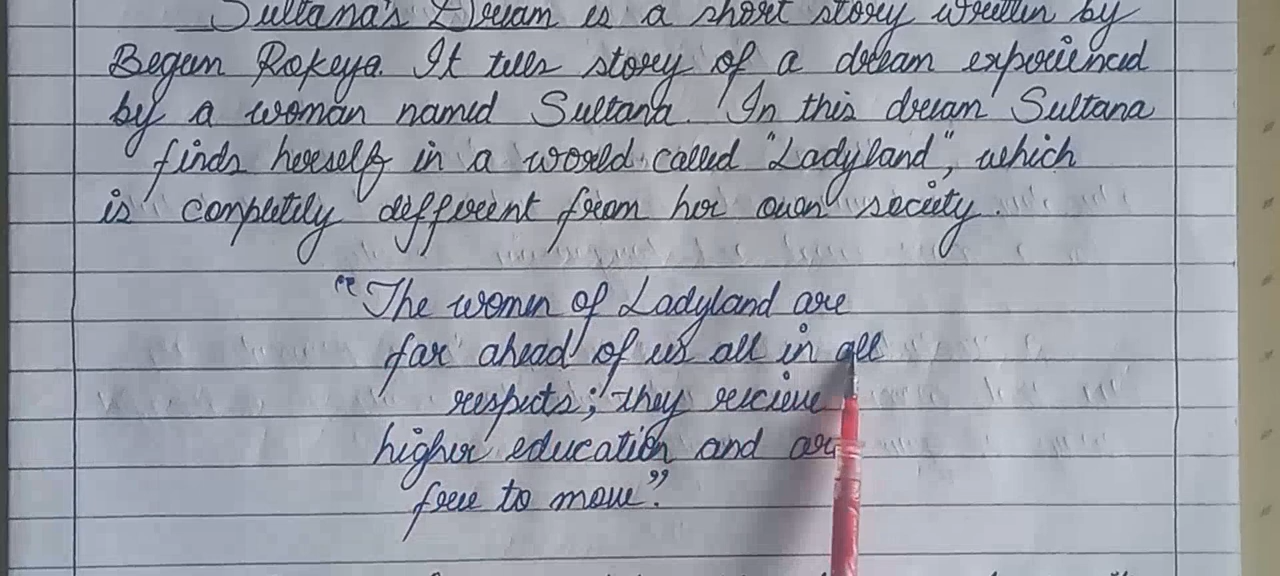 Sultana's Dream is a short story written by
Begum Rokeya. It tells story of a dream experienced
by a woman named Sultana. In this dream Sultana
finds herself in a world called "Ladyland", which
is completely different from her own society.
"The women of Ladyland are
far ahead of us all in all
respects; they recieve
higher education and are
free to move".